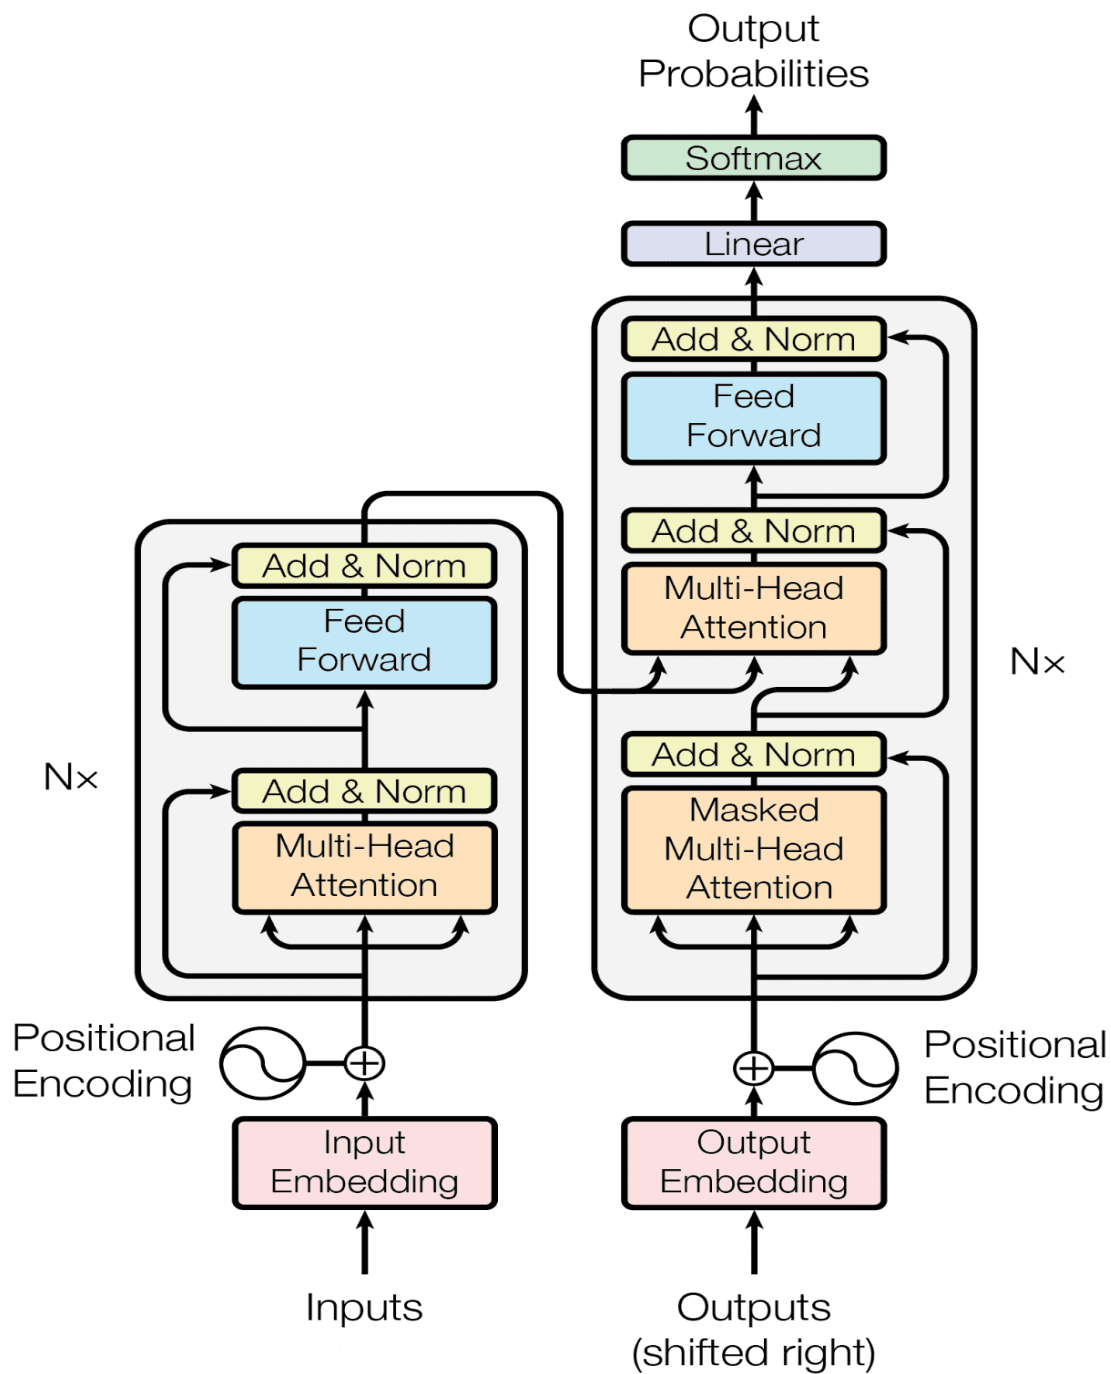 Output
Probabilities
Softmax
Linear
Add & Norm
Feed
Forward
Add & Norm
Multi-Head
Attention
Nx
Add & Norm
Masked
Multi-Head
Attention
Add & Norm
Feed
Forward
Nx
Add & Norm
Multi-Head
Attention
Positional
Encoding
Positional
Encoding
Input
Embedding
Output
Embedding
Inputs
Outputs
(shifted right)